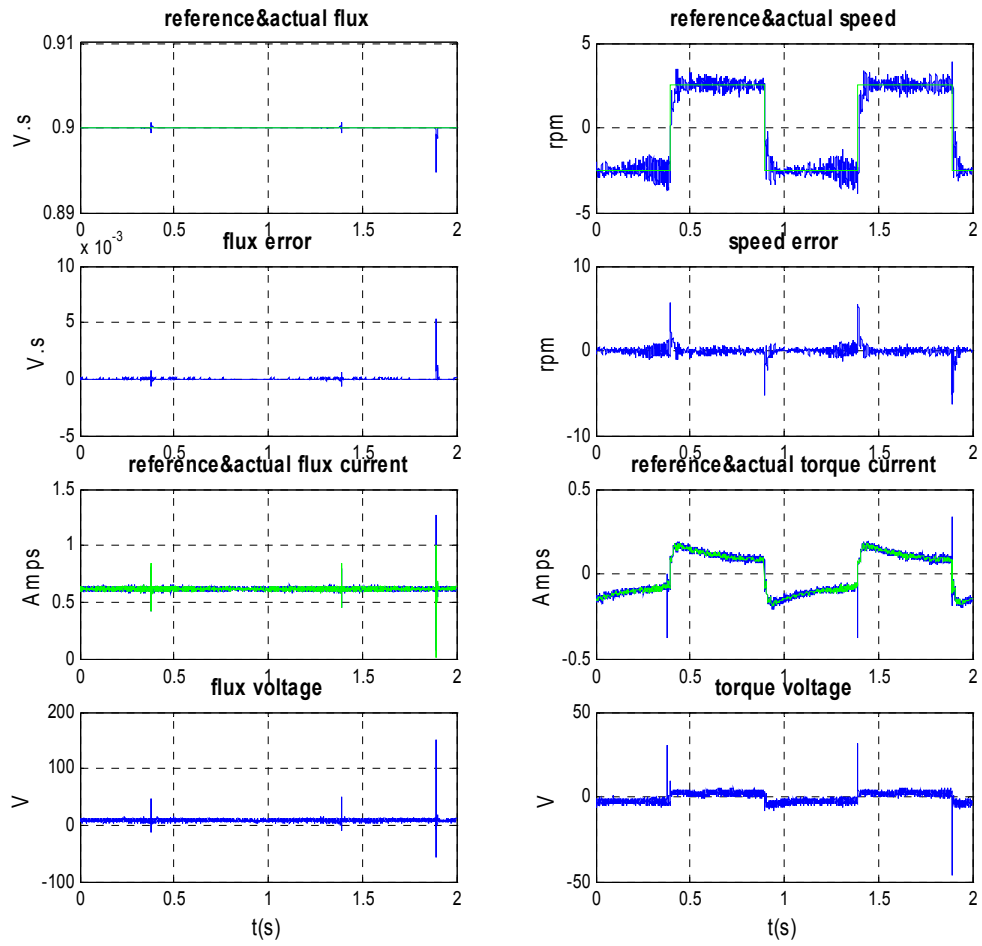 reference&actual flux
0.91
0.9
0.89
V.s
0 0.5 1 1.5 2
reference&actual speed
5
0
-5
rpm
0 0.5 1 1.5 2
flux error
x 10-3
10
5
0
-5
V.s
0 0.5 1 1.5 2
speed error
10
0
-10
rpm
0 0.5 1 1.5 2
reference&actual flux current
1.5
1
0.5
0
Amps
0 0.5 1 1.5 2
reference&actual torque current
0.5
0
-0.5
Amps
0 0.5 1 1.5 2
flux voltage
200
100
0
-100
V
0 0.5 1 1.5 2
t(s)
torque voltage
50
0
-50
V
0 0.5 1 1.5 2
t(s)